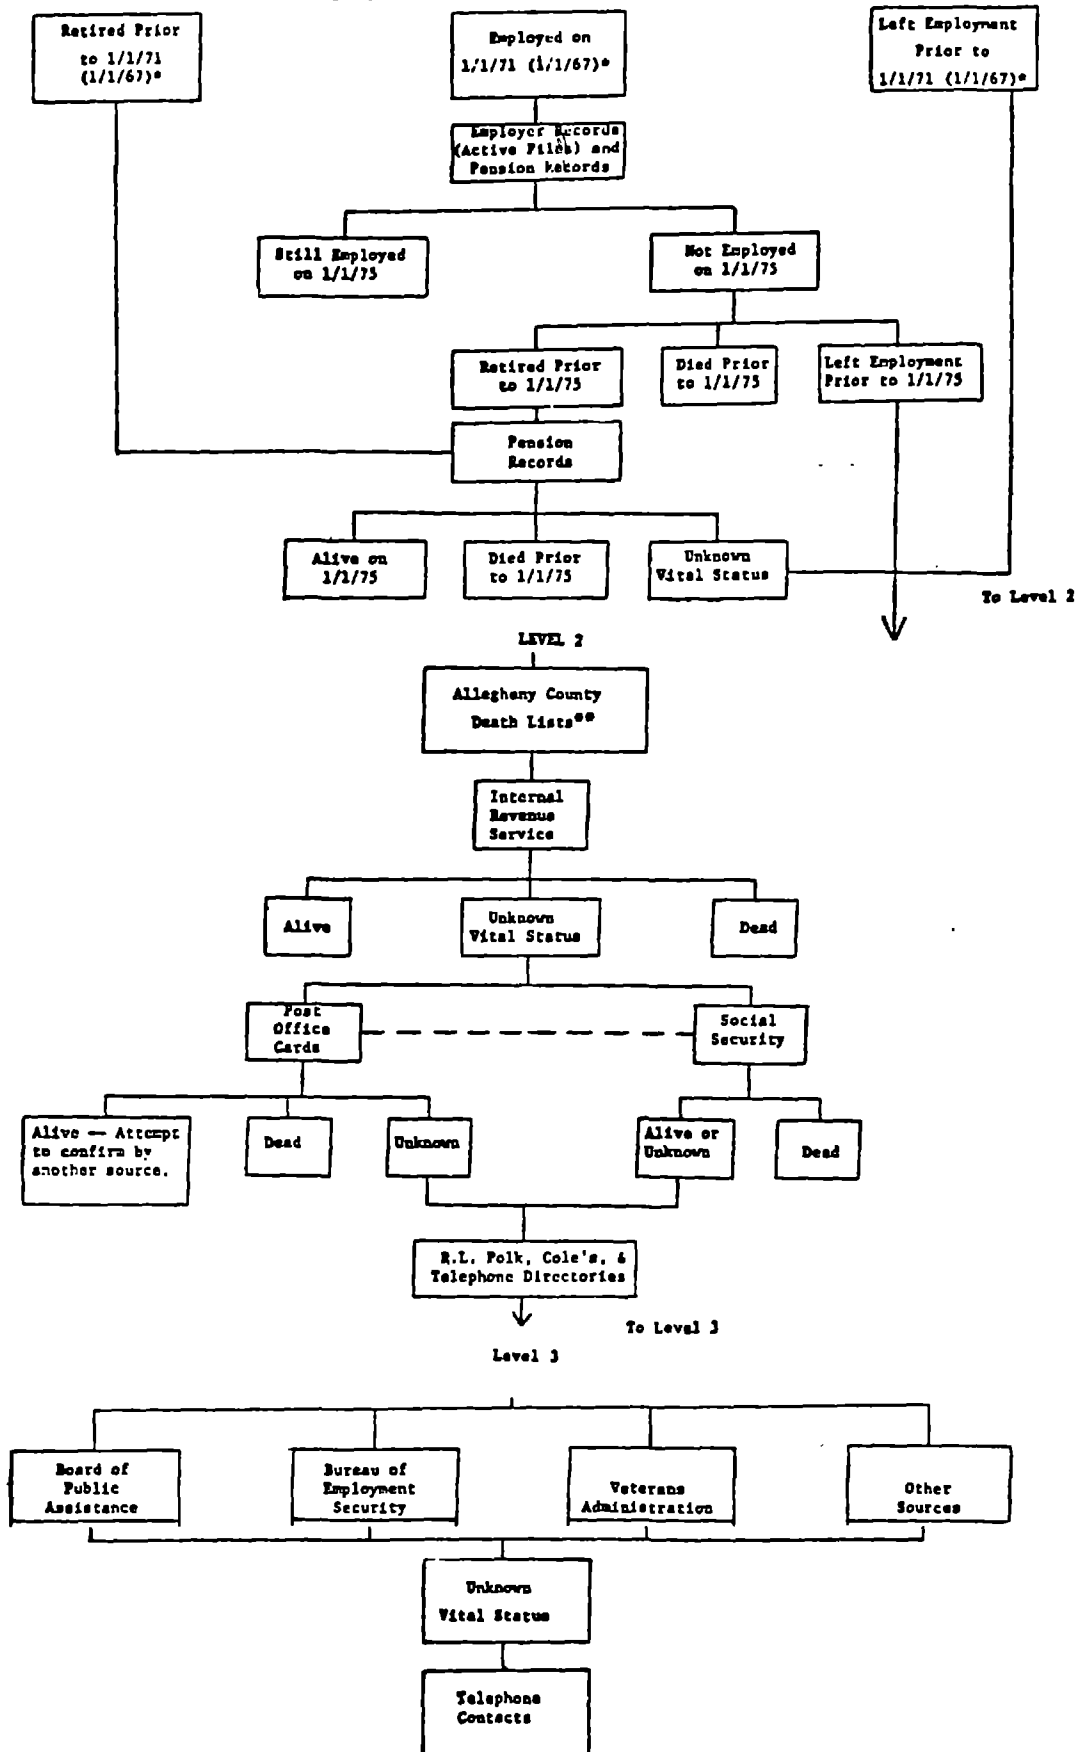 Retired Prior
to 1/1/71
(1/1/67)*
Employed on
1/1/71 (1/1/67)*
Left Employment
Prior to
1/1/71 (1/1/67)*
Employer Records
(Active Files) and
Pension Records
Still Employed
on 1/1/75
Not Employed
on 1/1/75
Retired Prior
to 1/1/75
Died Prior
to 1/1/75
Left Employment
Prior to 1/1/75
Pension
Records
Alive on
1/1/75
Died Prior
to 1/1/75
Unknown
Vital Status
To Level 2
LEVEL 2
Allegheny County
Death Lists**
Internal
Revenue
Service
Alive
Unknown
Vital Status
Dead
Post
Office
Cards
Social
Security
Alive — Attempt
to confirm by
another source.
Dead
Unknown
Alive or
Unknown
Dead
R.L. Polk, Cole's, &
Telephone Directories
To Level 3
Level 3
Board of
Public
Assistance
Bureau of
Employment
Security
Veterans
Administration
Other
Sources
Unknown
Vital Status
Telephone
Contacts